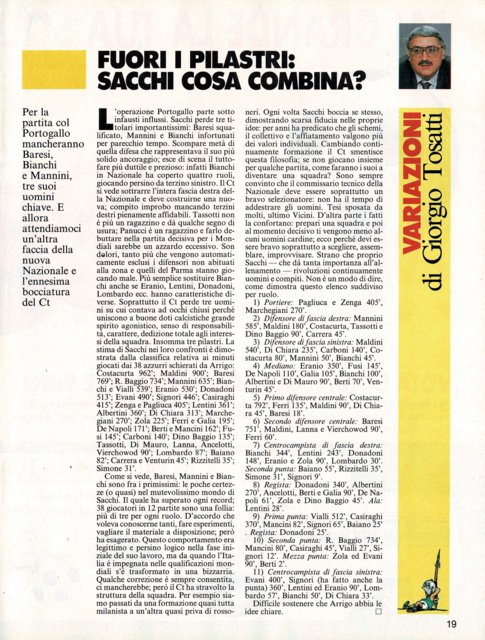 FUORI I PILASTRI:
SACCHI COSA COMBINA?
Per la
partita col
Portogallo
mancheranno
Baresi,
Bianchi
e Mannini,
tre suoi
uomini
chiave. E
allora
attendiamoci
un'altra
faccia della
nuova
Nazionale e
l'ennesima
bocciatura
del Ct
L'operazione Portogallo parte sotto
infausti influssi. Sacchi perde tre ti-
tolari importantissimi: Baresi squa-
lificato, Mannini e Bianchi infortunati
per parecchio tempo. Scompare metà di
quella difesa che rappresentava il suo più
solido ancoraggio; esce di scena il tutto-
fare più duttile e prezioso: infatti Bianchi
in Nazionale ha coperto quattro ruoli,
giocando persino da terzino sinistro. Il Ct
si vede sottrarre l'intera fascia destra del-
la Nazionale e deve costruirne una nuo-
va; compito improbo mancando terzini
destri pienamente affidabili. Tassotti non
è più un ragazzino e dà qualche segno di
usura; Panucci è un ragazzino e farlo de-
buttare nella partita decisiva per i Mon-
diali sarebbe un azzardo eccessivo. Son
dolori, tanto più che vengono automati-
camente esclusi i difensori non abituati
alla zona e quelli del Parma stanno gio-
cando male. Più semplice sostituire Bian-
chi anche se Eranio, Lentini, Donadoni,
Lombardo ecc. hanno caratteristiche di-
verse. Soprattutto il Ct perde tre uomi-
ni su cui contava ad occhi chiusi perché
uniscono a buone doti calcistiche grande
spirito agonistico, senso di responsabili-
tà, carattere, dedizione totale agli interes-
si della squadra. Insomma tre pilastri. La
stima di Sacchi nei loro confronti è dimo-
strata dalla classifica relativa ai minuti
giocati dai 38 azzurri schierati da Arrigo:
Costacurta 962'; Maldini 900'; Baresi
769'; R. Baggio 734'; Mannini 635'; Bian-
chi e Vialli 539'; Eranio 530'; Donadoni
513'; Evani 490'; Signori 446'; Casiraghi
415'; Zenga e Pagliuca 405'; Lentini 361';
Albertini 360'; Di Chiara 313'; Marche-
giani 270'; Zola 225'; Ferri e Galia 195';
De Napoli 171'; Berti e Mancini 162'; Fu-
si 145'; Carboni 140'; Dino Baggio 135';
Tassotti, Di Mauro, Lanna, Ancelotti,
Vierchowod 90'; Lombardo 87'; Baiano
82'; Carrera e Venturin 45'; Rizzitelli 35';
Simone 31'.
Come si vede, Baresi, Mannini e Bian-
chi sono fra i primissimi: le poche certez-
ze (o quasi) nel mutevolissimo mondo di
Sacchi. Il quale ha superato ogni record;
38 giocatori in 12 partite sono una follia:
più di tre per ogni ruolo. D'accordo che
voleva conoscerne tanti, fare esperimenti,
vagliare il materiale a disposizione; però
ha esagerato. Questo comportamento era
legittimo e persino logico nella fase ini-
ziale del suo lavoro, ma da quando l'Ita-
lia è impegnata nelle qualificazioni mon-
diali s'è trasformato in una bizzarria.
Qualche correzione è sempre consentita,
ci mancherebbe; però il Ct ha stravolto la
struttura della squadra. Per esempio sia-
mo passati da una formazione quasi tutta
milanista a un'altra quasi priva di rosso-
neri. Ogni volta Sacchi boccia se stesso,
dimostrando scarsa fiducia nelle proprie
idee: per anni ha predicato che gli schemi,
il collettivo e l'affiatamento valgono più
dei valori individuali. Cambiando conti-
nuamente formazione il Ct smentisce
questa filosofia; se non giocano insieme
per qualche partita, come faranno i suoi a
diventare una squadra? Sono sempre
convinto che il commissario tecnico della
Nazionale deve essere soprattutto un
bravo selezionatore: non ha il tempo di
addestrare gli uomini. Tesi sposata da
molti, ultimo Vicini. D'altra parte i fatti
la confortano: prepari una squadra e poi
al momento decisivo ti vengono meno al-
cuni uomini cardine; ecco perché devi es-
sere bravo soprattutto a scegliere, assem-
blare, improvvisare. Strano che proprio
Sacchi — che dà tanta importanza all'al-
lenamento — rivoluzioni continuamente
uomini e compiti. Non è un modo di dire,
come dimostra questo elenco suddiviso
per ruolo.
1) Portiere: Pagliuca e Zenga 405',
Marchegiani 270'.
2) Difensore di fascia destra: Mannini
585', Maldini 180', Costacurta, Tassotti e
Dino Baggio 90', Carrera 45'.
3) Difensore di fascia sinistra: Maldini
540', Di Chiara 235', Carboni 140', Co-
stacurta 80', Mannini 50', Bianchi 45'.
4) Mediano: Eranio 350', Fusi 145',
De Napoli 110', Galia 105', Bianchi 100',
Albertini e Di Mauro 90', Berti 70', Ven-
turin 45'.
5) Primo difensore centrale: Costacur-
ta 792', Ferri 135', Maldini 90', Di Chia-
ra 45', Baresi 18'.
6) Secondo difensore centrale: Baresi
751', Maldini, Lanna e Vierchowod 90',
Ferri 60'.
7) Centrocampista di fascia destra:
Bianchi 344', Lentini 243', Donadoni
148', Eranio e Zola 90', Lombardo 30'.
Seconda punta: Baiano 55', Rizzitelli 35',
Simone 31', Signori 9'.
8) Regista: Donadoni 340', Albertini
270', Ancelotti, Berti e Galia 90', De Na-
poli 61', Zola e Dino Baggio 45'. Ala:
Lentini 28'.
9) Prima punta: Vialli 512', Casiraghi
370', Mancini 82', Signori 65', Baiano 25'
. Regista: Donadoni 25'.
10) Seconda punta: R. Baggio 734',
Mancini 80', Casiraghi 45', Vialli 27', Si-
gnori 12'. Mezza punta: Zola ed Evani
90', Berti 2'.
11) Centrocampista di fascia sinistra:
Evani 400', Signori (ha fatto anche la
punta) 360', Lentini ed Eranio 90', Lom-
bardo 57', Bianchi 50', Di Chiara 33'.
Difficile sostenere che Arrigo abbia le
idee chiare.
VARIAZIONI
di Giorgio Tosatti
19